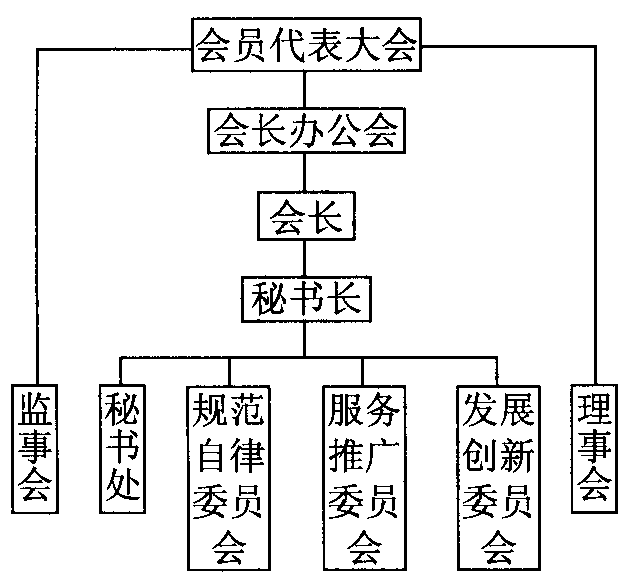 会员代表大会
会长办公会
会长
秘书长
监事会
秘书处
规范
自律
委员
会
服务
推广
委员
会
发展
创新
委员
会
理事会